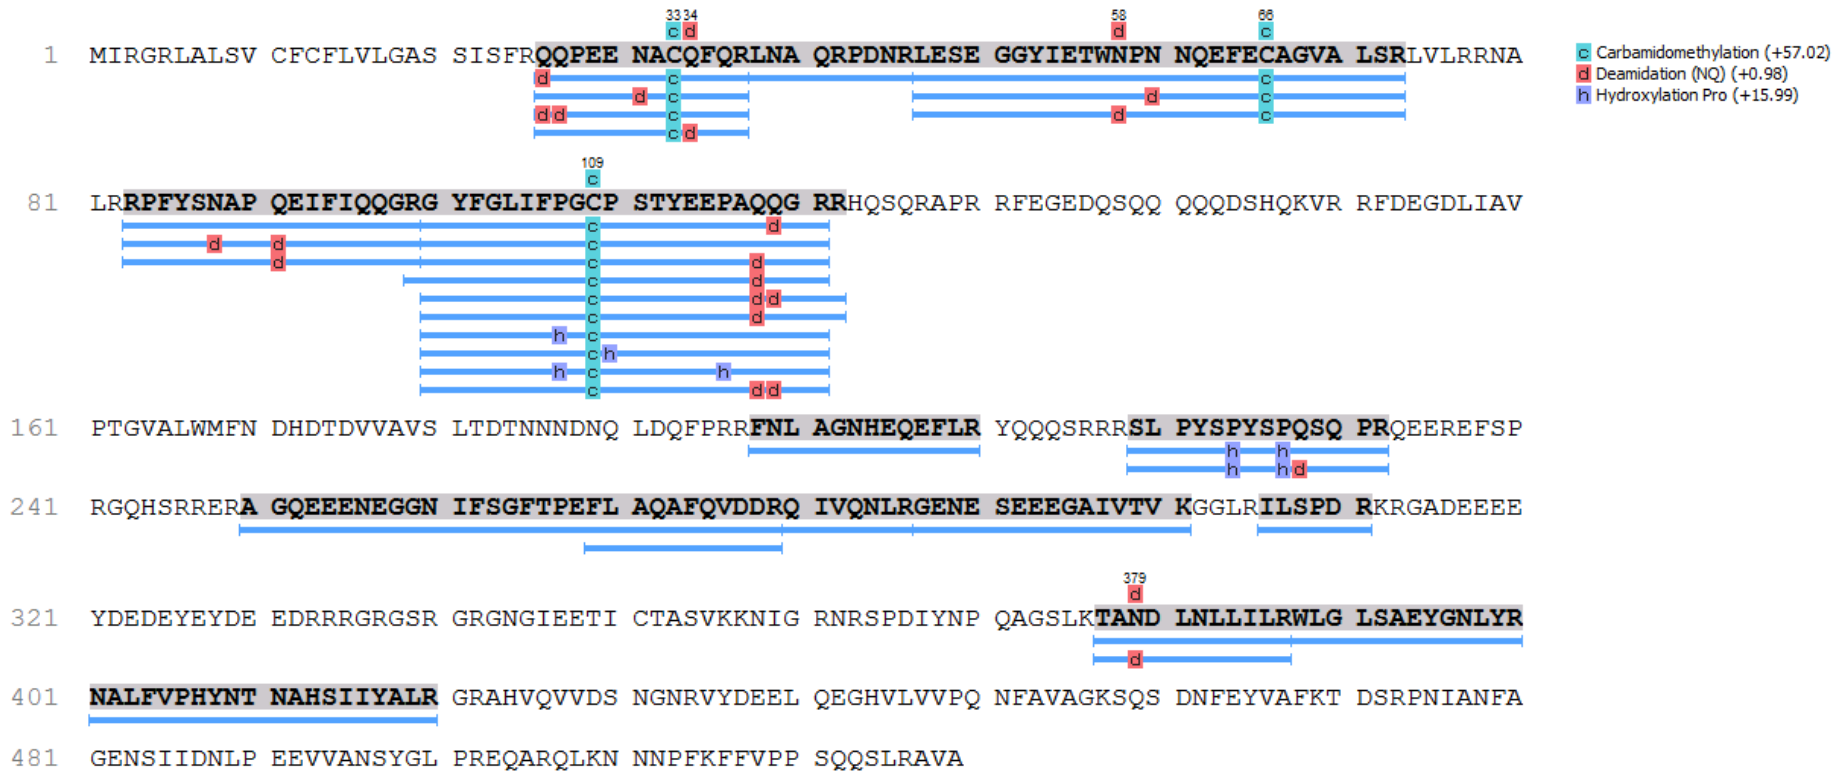 33 34 58 66
c d d c
1 MIRGRLALSV CFCFLVLGAS SISFRQQPEE NACQFQRLNA QRPDNRLESE GGYIETWNPN NQEFECAGVA LSRLVLRRNA
d c c
d c d c
d d c d c
c d
c Carbamidomethylation (+57.02)
d Deamidation (NQ) (+0.98)
h Hydroxylation Pro (+15.99)
109
c
81 LRRPFYSNAP QEIFIQQGRG YFGLIFPGCP STYEEPAQQG RRHQSQRAPR RFEGEDQSQQ QQQDSHQKVR RFDEGDLIAV
c d
d d c
d c d
c d
c d d
c d
h c
c h
h c h
c d d
161 PTGVALWMFN DHDTDVVAVS LTDTNNNDNQ LDQFPRRFNL AGNHEQEFLR YQQQSRRRSL PYSPYSPQSQ PRQEEREFSP
h h
h h d
241 RGQHSRRERA GQEEENEGGN IFSGFTPEFL AQAFQVDDRQ IVQNLRGENE SEEEGAIVTV KGGLRILSPD RKRGADEEEE
379
d
321 YDEDEYEYDE EDRRRGRGSR GRGNGIEETI CTASVKKNIG RNRSPDIYNP QAGSLKTAND LNLLILRWLG LSAEYGNLYR
d
401 NALFVPHYNT NAHSIIYALR GRAHVQVVDS NGNRVYDEEL QEGHVLVVPQ NFAVAGKSQS DNFEYVAFKT DSRPNIANFA
481 GENSIIDNLP EEVVANSYGL PREQARQLKN NNPFKFFVPP SQQSLRAVA